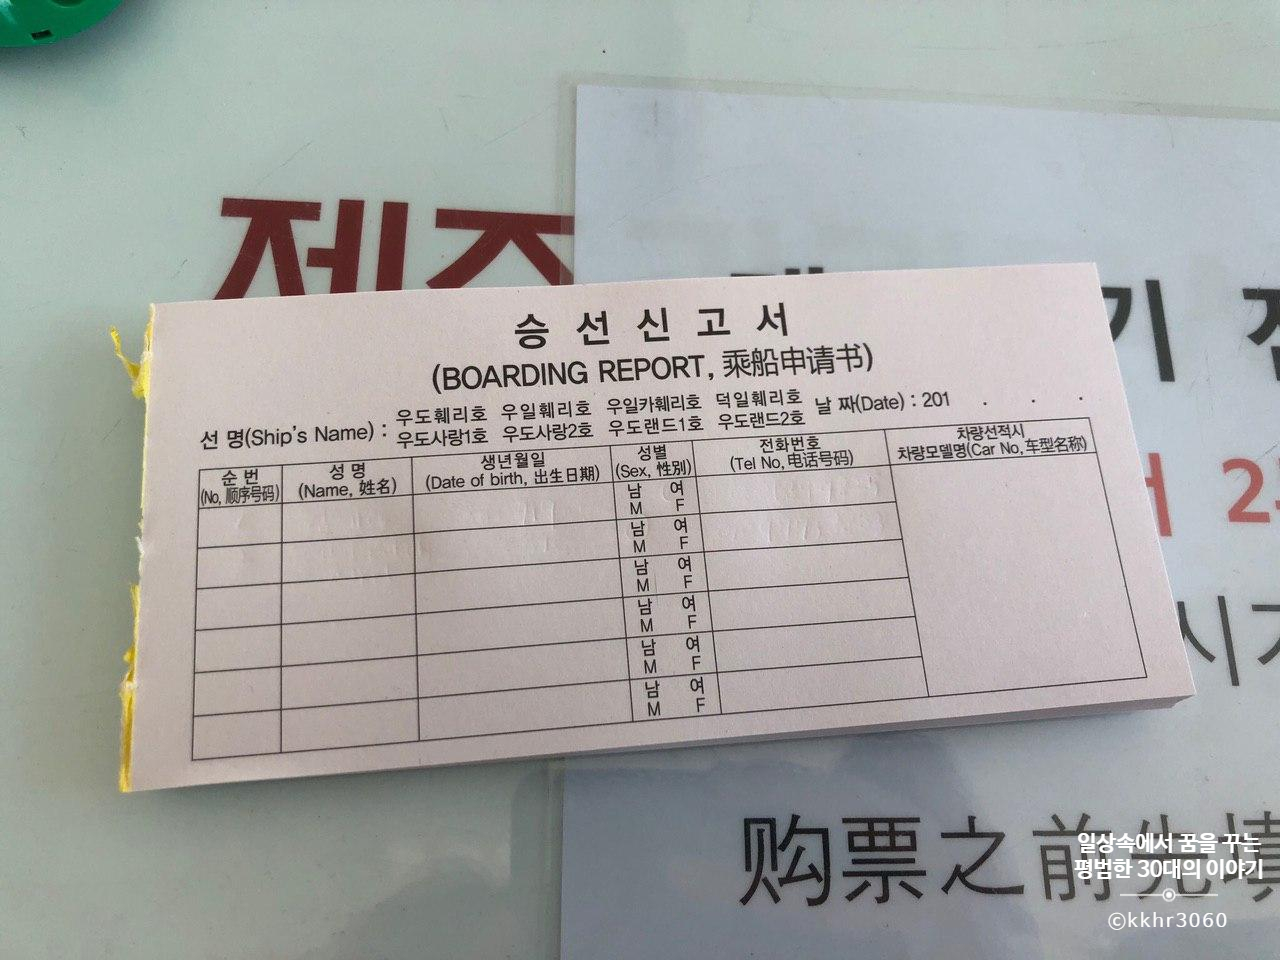 제주
승 선 신 고 서
(BOARDING REPORT, 乘船申请书)
선 명(Ship's Name) : 우도훼리호 우일훼리호 우일카훼리호 덕일훼리호
우도사랑1호 우도사랑2호 우도랜드1호 우도랜드2호
날 짜(Date) : 201 . . .
순 번 (No, 顺序号码)
성 명 (Name, 姓名)
생년월일 (Date of birth, 出生日期)
성별 (Sex, 性別)
전화번호 (Tel No, 电话号码)
차량선적시 차량모델명(Car No, 车型名称)
남 여
M F
남 여
M F
남 여
M F
남 여
M F
남 여
M F
남 여
M F
기
购票之前先填
일상속에서 꿈을 꾸는
평범한 30대의 이야기
©kkhr3060